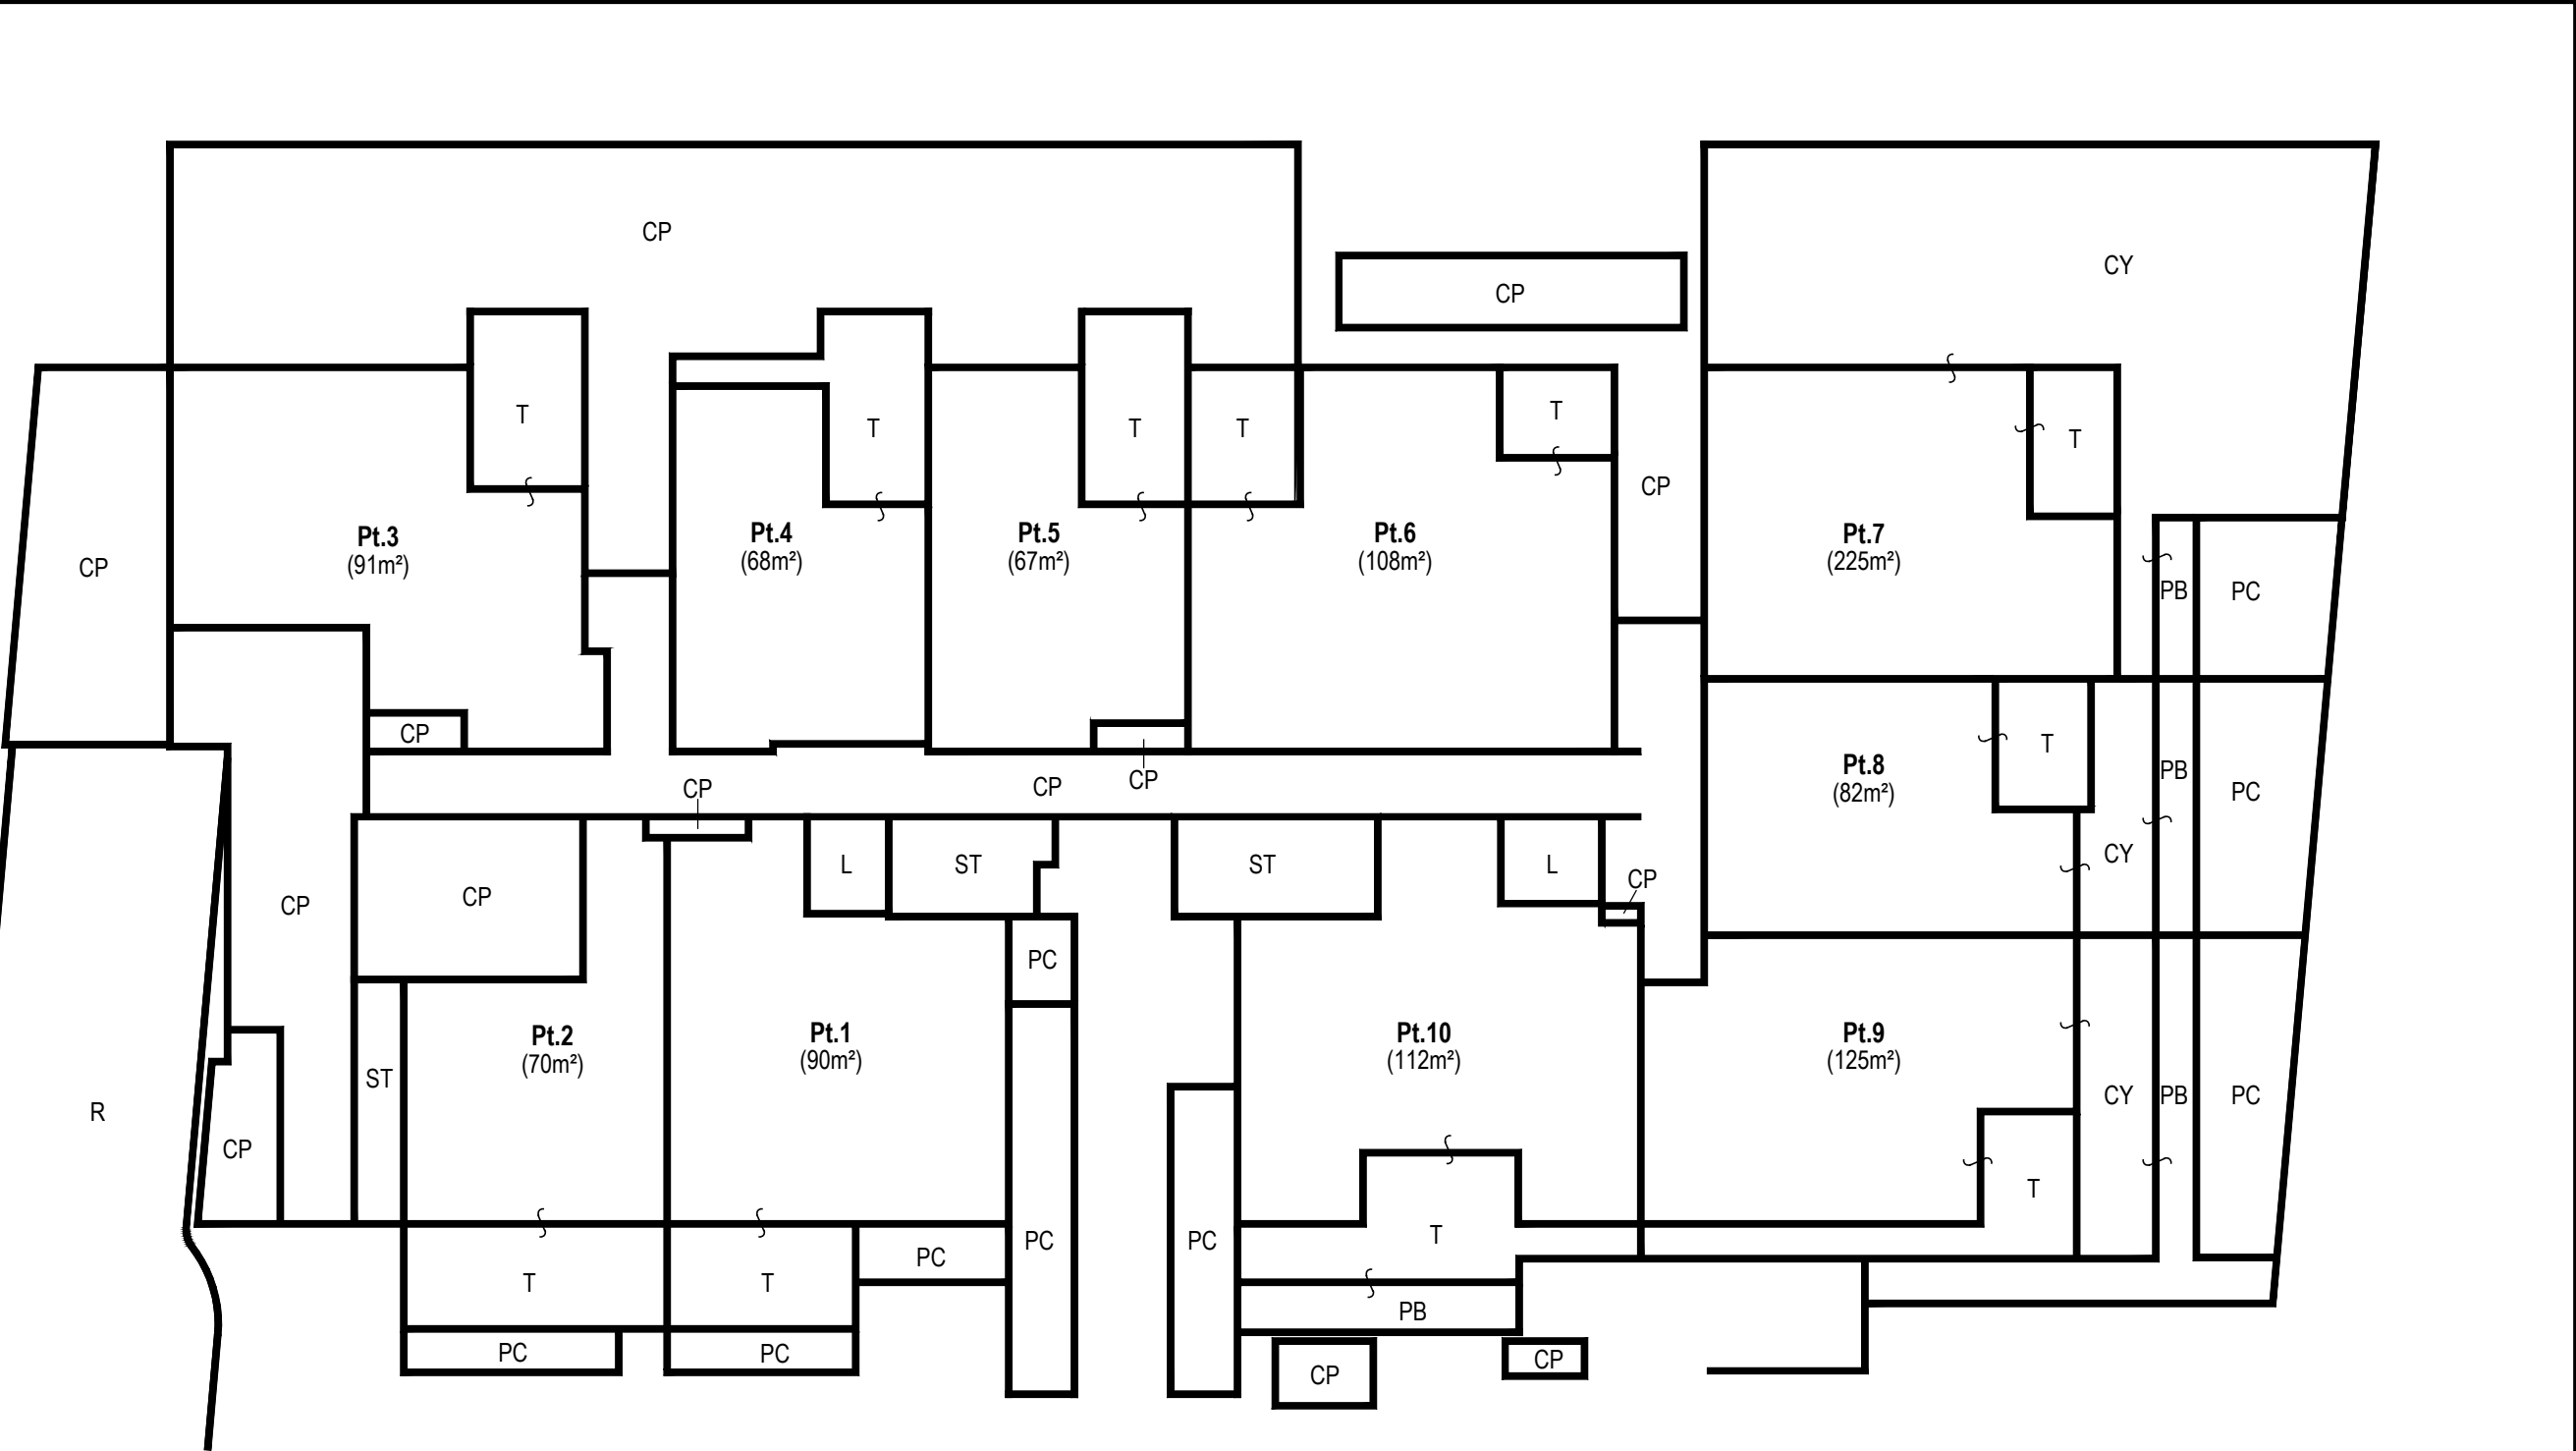 CP
CY
CP
T
T
T
T
T
T
CP
Pt.3
(91m²)
Pt.4
(68m²)
Pt.5
(67m²)
Pt.6
(108m²)
Pt.7
(225m²)
CP
PB
PC
CP
CP
CP
CP
Pt.8
(82m²)
T
PB
PC
CY
L
ST
ST
L
CP
CP
CP
PC
Pt.2
(70m²)
Pt.1
(90m²)
Pt.10
(112m²)
Pt.9
(125m²)
ST
R
CP
CY
PB
PC
T
PC
PC
PC
T
T
T
PB
PC
PC
CP
CP